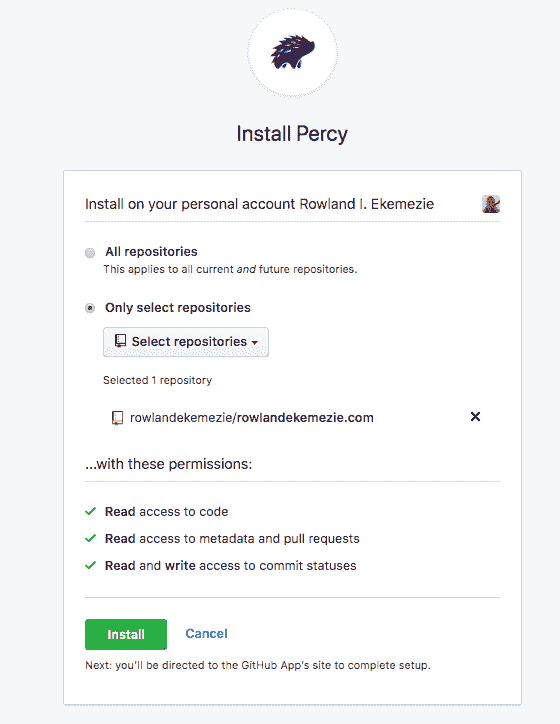 Install Percy
Install on your personal account Rowland I. Ekemezie
All repositories
This applies to all current and future repositories.
Only select repositories
Select repositories
Selected 1 repository
rowlandekemezie/rowlandekemezie.com
...with these permissions:
Read access to code
Read access to metadata and pull requests
Read and write access to commit statuses
Install Cancel
Next: you'll be directed to the GitHub App's site to complete setup.